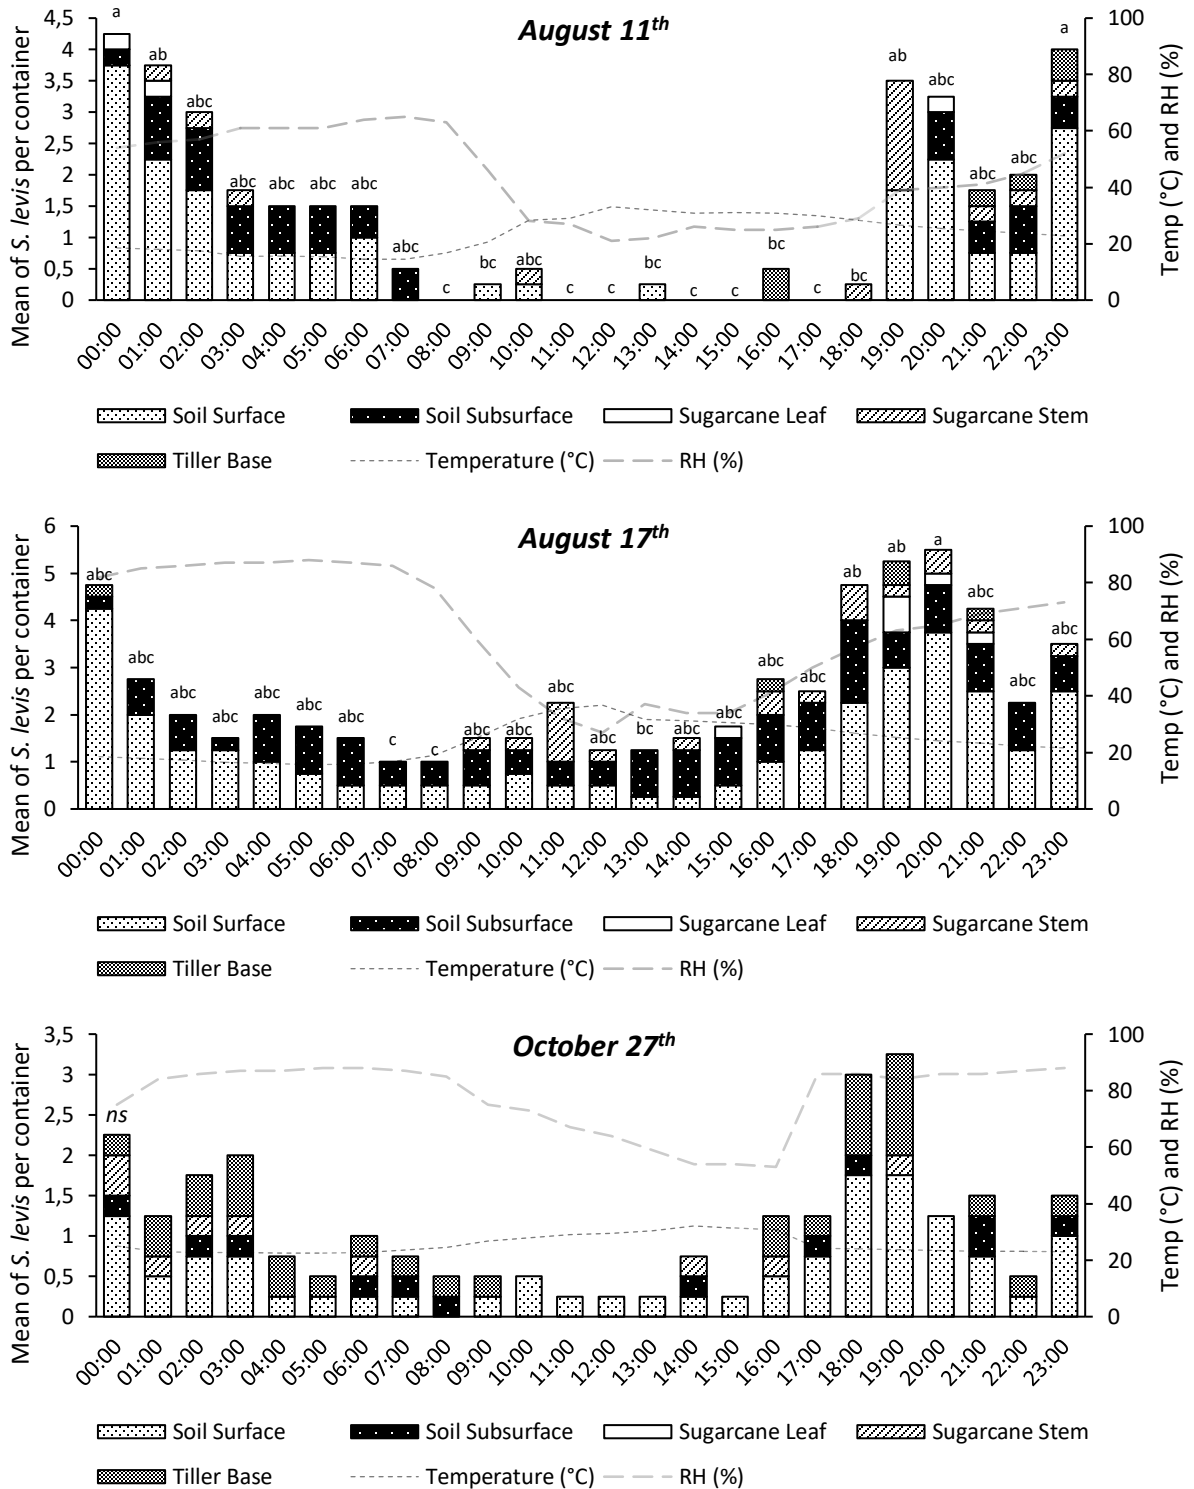 August 11th
Mean of S. levis per container
4,5
4
3,5
3
2,5
2
1,5
1
0,5
0
a
ab
abc
abc
abc
abc
abc
abc
c
bc
abc
c
c
bc
c
c
bc
c
bc
ab
abc
abc
abc
a
100
80
60
40
20
0
Temp (°C) and RH (%)
00:00 01:00 02:00 03:00 04:00 05:00 06:00 07:00 08:00 09:00 10:00 11:00 12:00 13:00 14:00 15:00 16:00 17:00 18:00 19:00 20:00 21:00 22:00 23:00
Soil Surface Soil Subsurface Sugarcane Leaf Sugarcane Stem
Tiller Base Temperature (°C) RH (%)
August 17th
Mean of S. levis per container
6
5
4
3
2
1
0
abc
abc
abc
abc
abc
abc
abc
c
c
abc
abc
abc
abc
bc
abc
abc
abc
abc
ab
ab
a
abc
abc
abc
100
80
60
40
20
0
Temp (°C) and RH (%)
00:00 01:00 02:00 03:00 04:00 05:00 06:00 07:00 08:00 09:00 10:00 11:00 12:00 13:00 14:00 15:00 16:00 17:00 18:00 19:00 20:00 21:00 22:00 23:00
Soil Surface Soil Subsurface Sugarcane Leaf Sugarcane Stem
Tiller Base Temperature (°C) RH (%)
October 27th
Mean of S. levis per container
3,5
3
2,5
2
1,5
1
0,5
0
ns
100
80
60
40
20
0
Temp (°C) and RH (%)
00:00 01:00 02:00 03:00 04:00 05:00 06:00 07:00 08:00 09:00 10:00 11:00 12:00 13:00 14:00 15:00 16:00 17:00 18:00 19:00 20:00 21:00 22:00 23:00
Soil Surface Soil Subsurface Sugarcane Leaf Sugarcane Stem
Tiller Base Temperature (°C) RH (%)